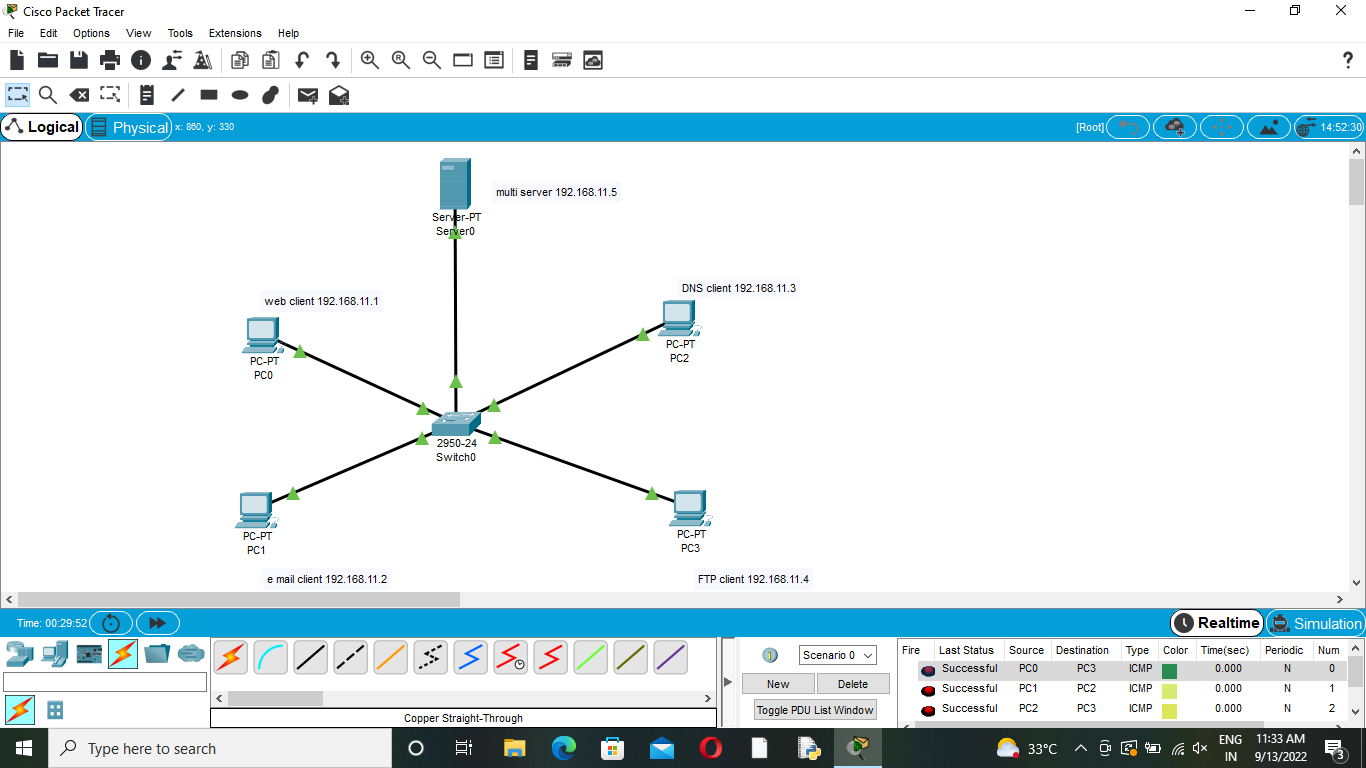 Cisco Packet Tracer
File Edit Options View Tools Extensions Help
Logical Physical x: 860, y: 330 [Root] 14:52:30
multi server 192.168.11.5
Server-PT
Server0
DNS client 192.168.11.3
web client 192.168.11.1
PC-PT
PC2
PC-PT
PC0
2950-24
Switch0
PC-PT
PC3
PC-PT
PC1
e mail client 192.168.11.2
FTP client 192.168.11.4
Time: 00:29:52 Realtime Simulation
Scenario 0
New Delete
Toggle PDU List Window
Copper Straight-Through
Fire Last Status Source Destination Type Color Time(sec) Periodic Num
Successful PC0 PC3 ICMP 0.000 N 0
Successful PC1 PC2 ICMP 0.000 N 1
Successful PC2 PC3 ICMP 0.000 N 2
Type here to search
33°C
ENG
IN
11:33 AM
9/13/2022
3